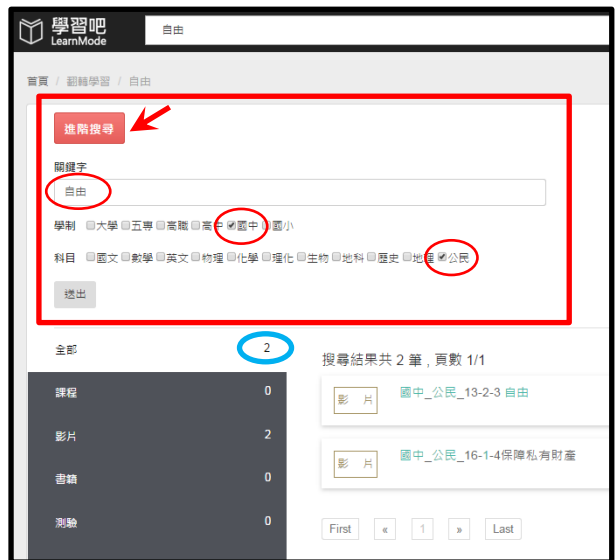 學習吧
LearnMode
自由
首頁 / 翻轉學習 / 自由
進階搜尋
關鍵字
自由
學制 大學 五專 高職 高中 國中 國小
科目 國文 數學 英文 物理 化學 理化 生物 地科 歷史 地理 公民
送出
全部 2
搜尋結果共 2 筆 , 頁數 1/1
課程 0
影 片 國中_公民_13-2-3 自由
影片 2
影 片 國中_公民_16-1-4保障私有財產
書籍 0
測驗 0
First « 1 » Last